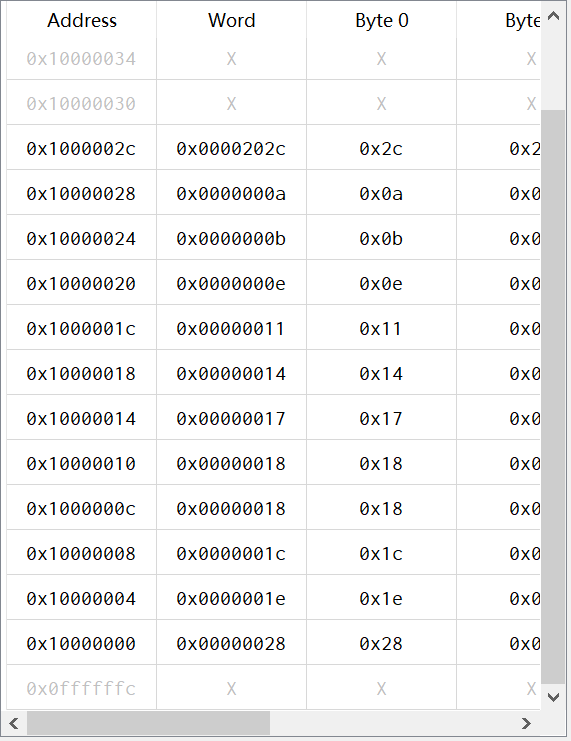 Address Word Byte 0 Byte
0x10000034 X X X
0x10000030 X X X
0x1000002c 0x0000202c 0x2c 0x2
0x10000028 0x0000000a 0x0a 0x0
0x10000024 0x0000000b 0x0b 0x0
0x10000020 0x0000000e 0x0e 0x0
0x1000001c 0x00000011 0x11 0x0
0x10000018 0x00000014 0x14 0x0
0x10000014 0x00000017 0x17 0x0
0x10000010 0x00000018 0x18 0x0
0x1000000c 0x00000018 0x18 0x0
0x10000008 0x0000001c 0x1c 0x0
0x10000004 0x0000001e 0x1e 0x0
0x10000000 0x00000028 0x28 0x0
0x0ffffffc X X X